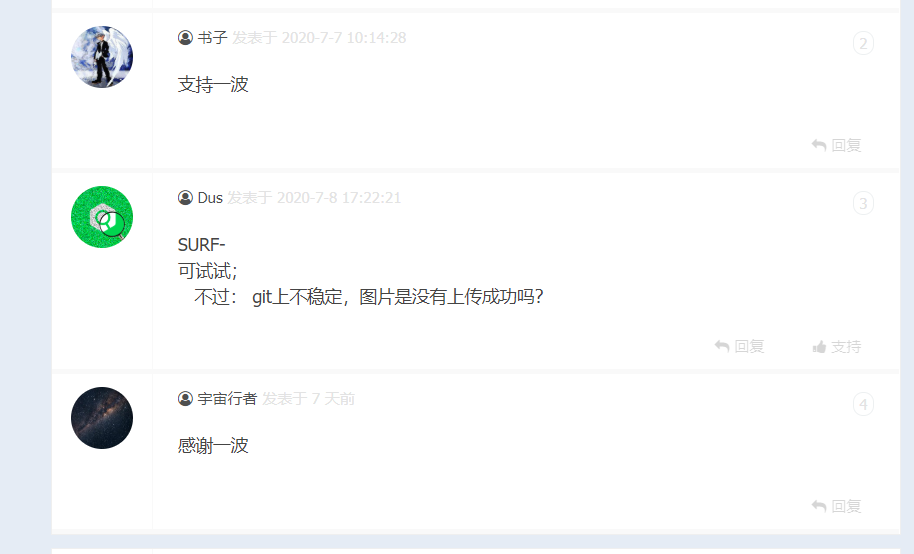 书子 发表于 2020-7-7 10:14:28
2
支持一波
回复
Dus 发表于 2020-7-8 17:22:21
3
SURF-
可试试；
不过： git上不稳定，图片是没有上传成功吗？
回复 支持
宇宙行者 发表于 7 天前
4
感谢一波
回复